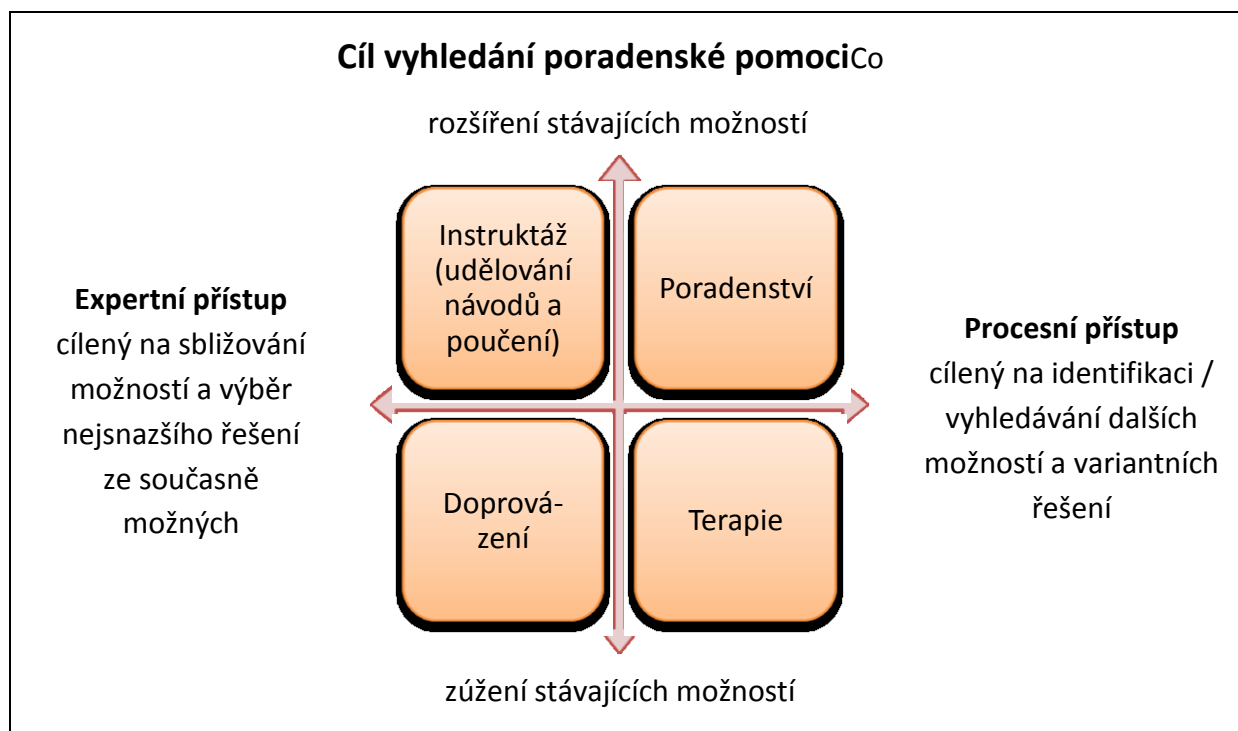 Cíl vyhledání poradenské pomociCo
rozšíření stávajících možností
Instruktáž
(udělování
návodů a
poučení)
Poradenství
Expertní přístup
cílený na sbližování
možností a výběr
nejsnazšího řešení
ze současně
možných
Procesní přístup
cílený na identifikaci /
vyhledávání dalších
možností a variantních
řešení
Doprová-
zení
Terapie
zúžení stávajících možností